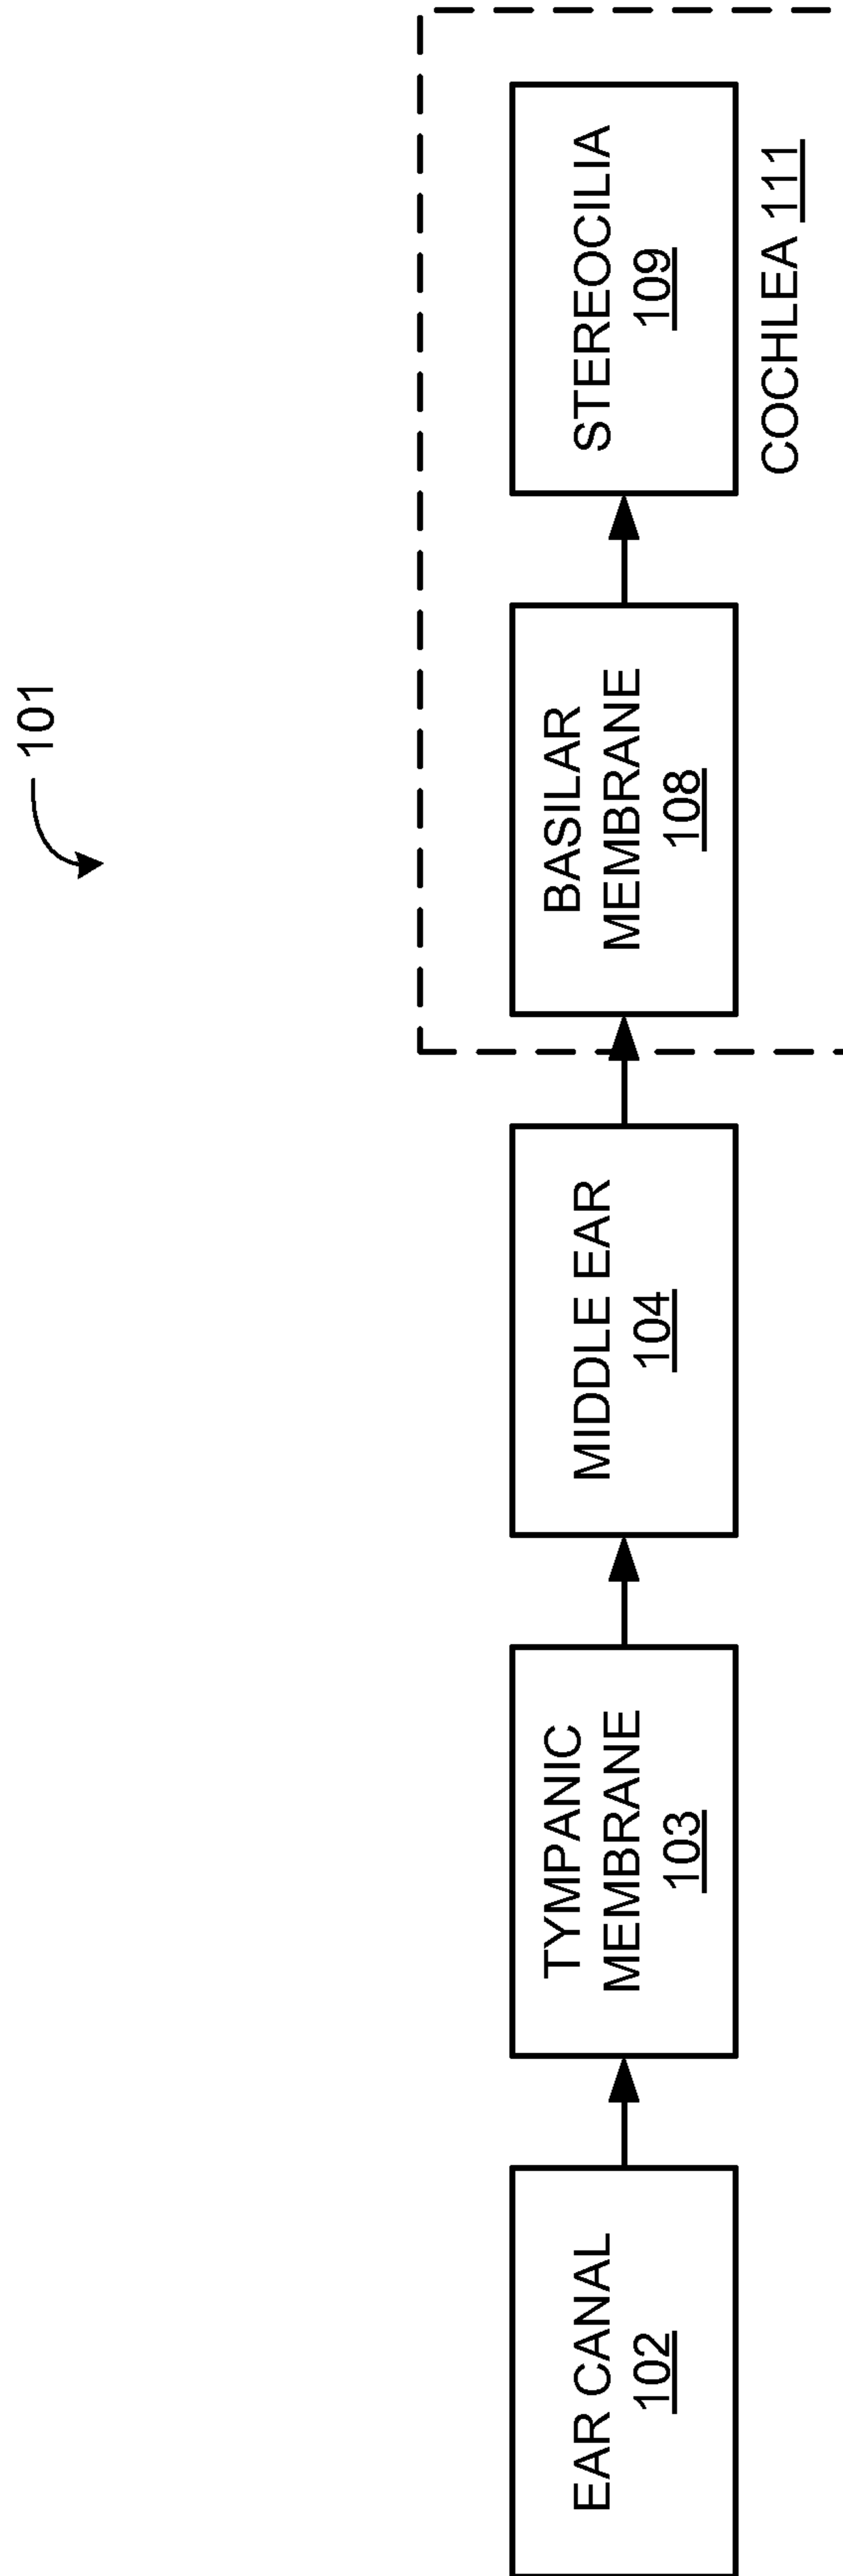 101
EAR CANAL
102
TYMPANIC
MEMBRANE
103
MIDDLE EAR
104
BASILAR
MEMBRANE
108
STEREOCILIA
109
COCHLEA 111